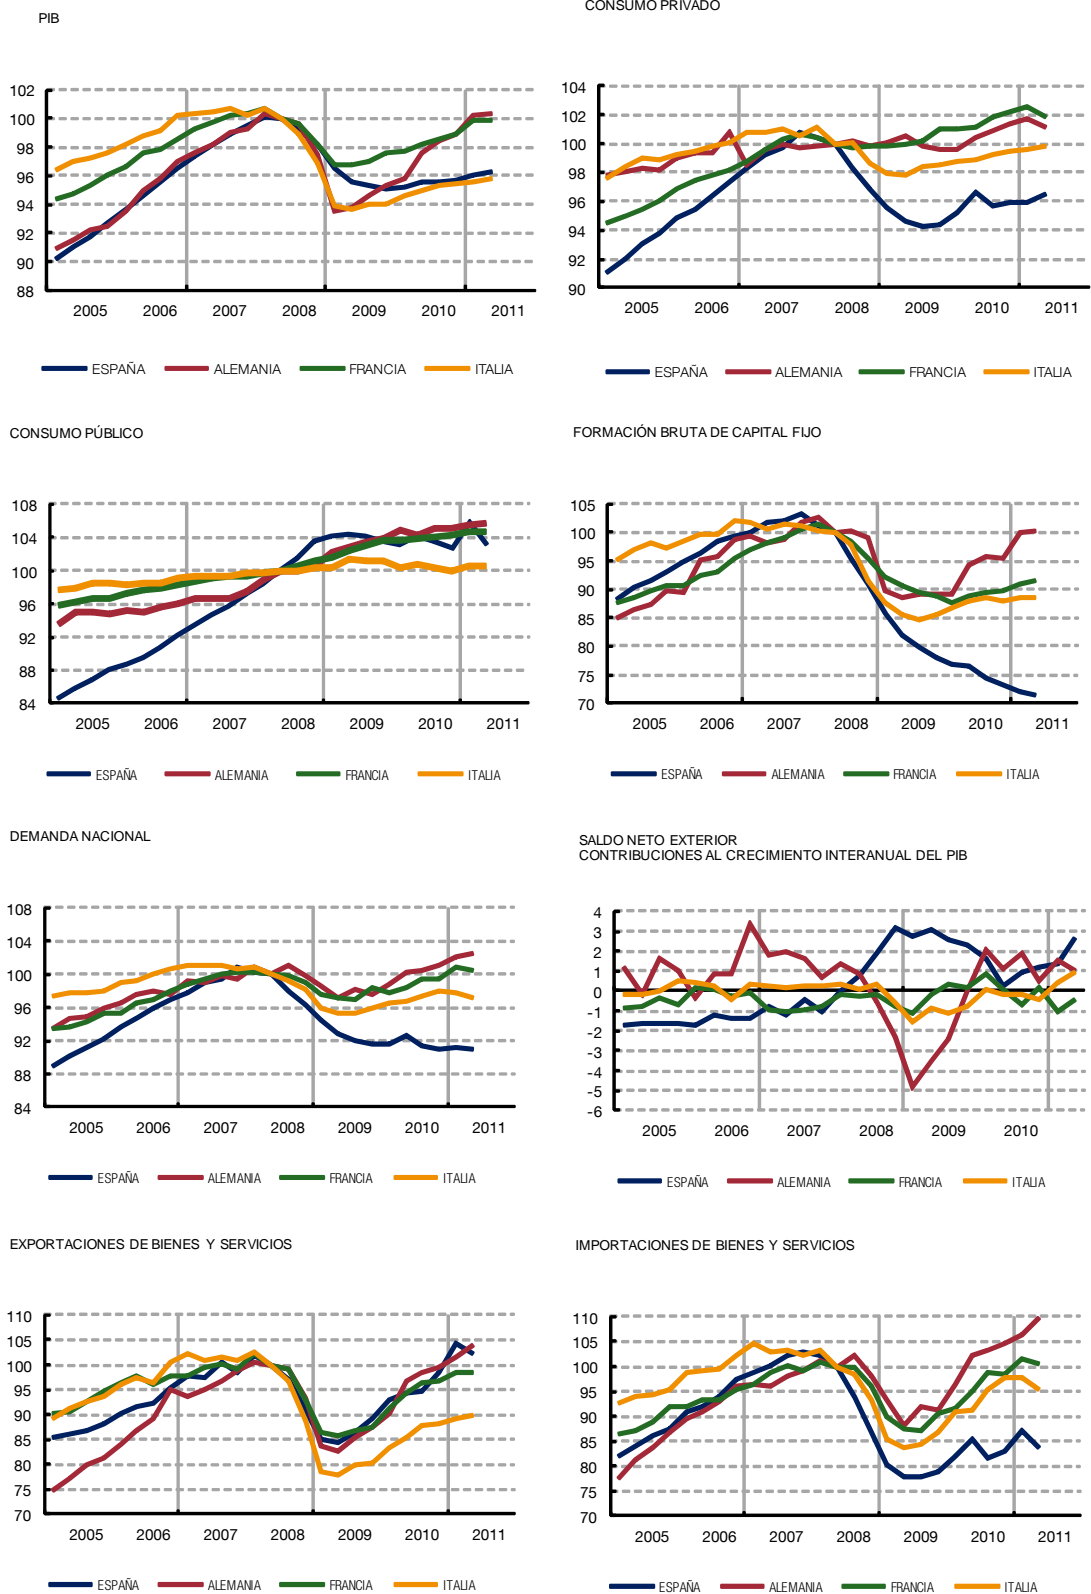 PIB
102
100
98
96
94
92
90
88
2005 2006 2007 2008 2009 2010 2011
ESPAÑA ALEMANIA FRANCIA ITALIA
CONSUMO PRIVADO
104
102
100
98
96
94
92
90
2005 2006 2007 2008 2009 2010 2011
ESPAÑA ALEMANIA FRANCIA ITALIA
CONSUMO PÚBLICO
108
104
100
96
92
88
84
2005 2006 2007 2008 2009 2010 2011
ESPAÑA ALEMANIA FRANCIA ITALIA
FORMACIÓN BRUTA DE CAPITAL FIJO
105
100
95
90
85
80
75
70
2005 2006 2007 2008 2009 2010 2011
ESPAÑA ALEMANIA FRANCIA ITALIA
DEMANDA NACIONAL
108
104
100
96
92
88
84
2005 2006 2007 2008 2009 2010 2011
ESPAÑA ALEMANIA FRANCIA ITALIA
SALDO NETO EXTERIOR
CONTRIBUCIONES AL CRECIMIENTO INTERANUAL DEL PIB
4
3
2
1
0
-1
-2
-3
-4
-5
-6
2005 2006 2007 2008 2009 2010
ESPAÑA ALEMANIA FRANCIA ITALIA
EXPORTACIONES DE BIENES Y SERVICIOS
110
105
100
95
90
85
80
75
70
2005 2006 2007 2008 2009 2010 2011
ESPAÑA ALEMANIA FRANCIA ITALIA
IMPORTACIONES DE BIENES Y SERVICIOS
110
105
100
95
90
85
80
75
70
2005 2006 2007 2008 2009 2010 2011
ESPAÑA ALEMANIA FRANCIA ITALIA